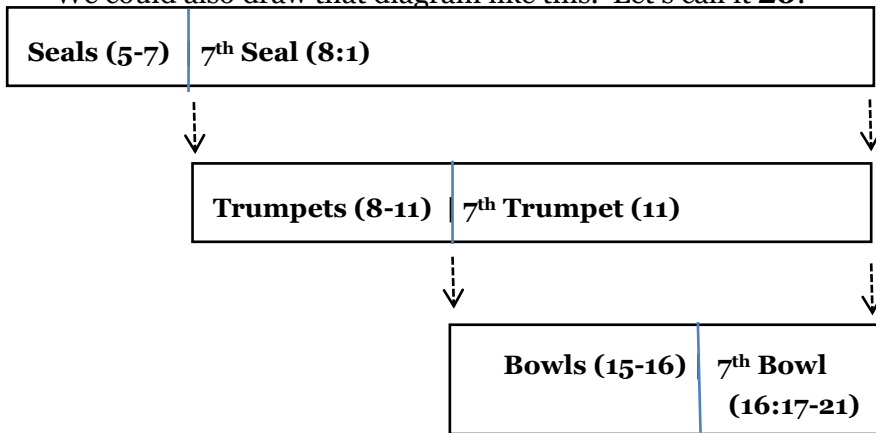 We could also draw that diagram like this. Let's call it
Seals (5-7) 7th Seal (8:1)
Trumpets (8-11) 7th Trumpet (11)
Bowls (15-16) 7th Bowl
(16:17-21)